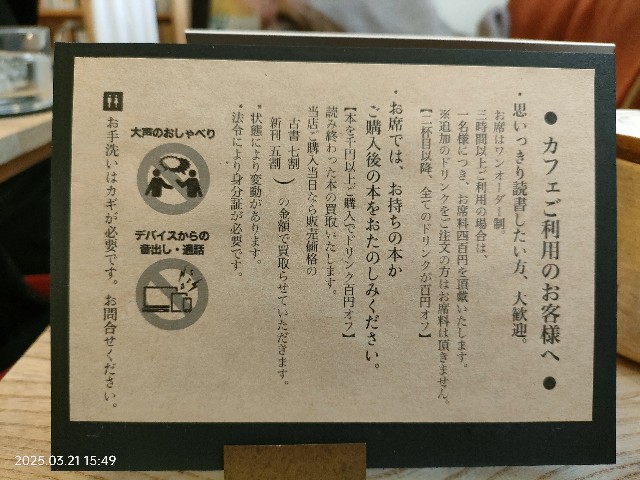 ● カフェご利用のお客様へ ●
・思いっきり読書したい方、大歓迎。
お席はワンオーダー制。
三時間以上ご利用の場合は、
一名様につき、お席料四百円を頂戴いたします。
※追加のドリンクをご注文の方はお席料は頂きません。
【二杯目以降、全てのドリンクが百円オフ】
・お席では、お持ちの本か
ご購入後の本をおたのしみください。
【本を千円以上ご購入でドリンク百円オフ】
読み終わった本の買取いたします。
当店ご購入当日なら販売価格の
古書 七割
新刊 五割
）の金額で買取らせていただきます。
*状態により変動があります。
*法令により身分証が必要です。
大声のおしゃべり
デバイスからの
音出し・通話
お手洗いはカギが必要です。お問合せください。
2025.03.21 15:49